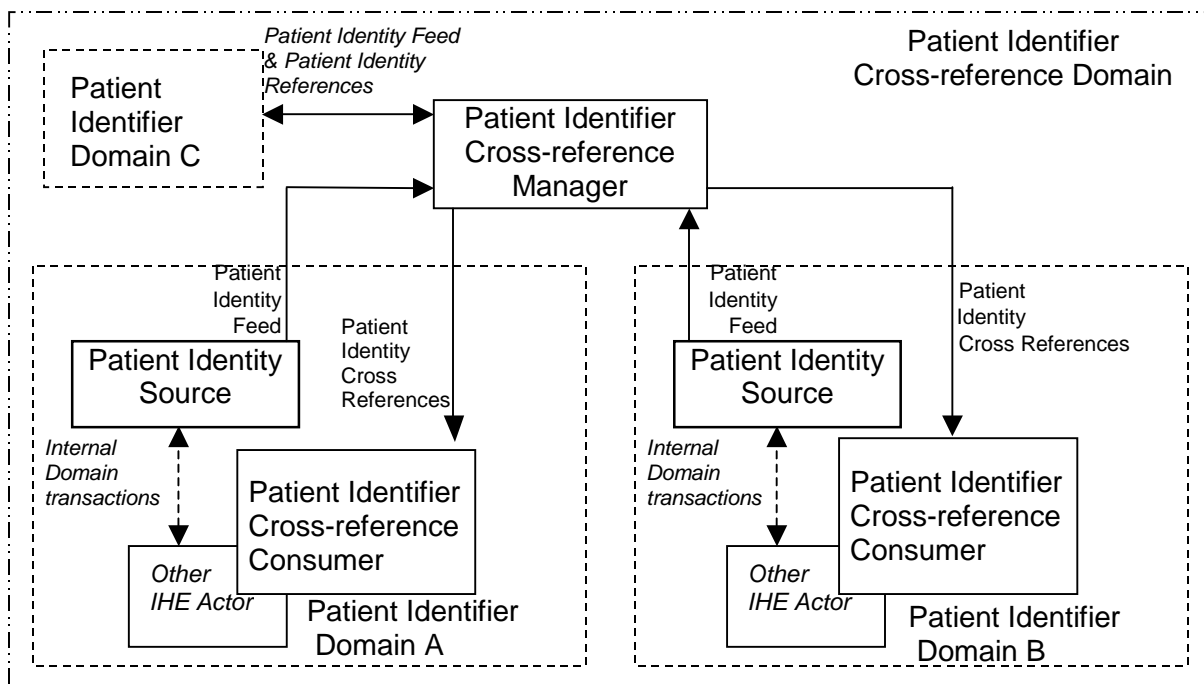 Patient Identity Feed
& Patient Identity
References
Patient Identifier
Cross-reference Domain
Patient
Identifier
Domain C
Patient Identifier
Cross-reference
Manager
Patient
Identity
Feed
Patient
Identity
Cross
References
Patient Identity
Source
Internal
Domain
transactions
Patient Identifier
Cross-reference
Consumer
Other
IHE Actor
Patient Identifier
Domain A
Patient
Identity
Feed
Patient
Identity
Cross References
Patient Identity
Source
Internal
Domain
transactions
Patient Identifier
Cross-reference
Consumer
Other
IHE Actor
Patient Identifier
Domain B